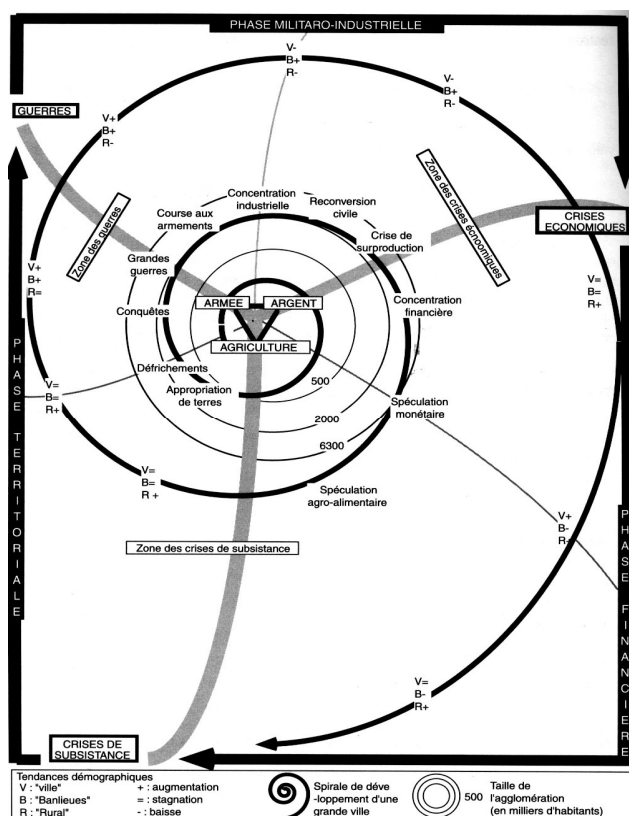 PHASE MILITARO-INDUSTRIELLE
V-
B+
R-
V-
B+
R-
GUERRES
V+
B+
R-
Zone des guerres
Zone des crises écnoomiques
Concentration
industrielle
Reconversion
civile
Course aux
armements
Crise de
surproduction
CRISES
ECONOMIQUES
V+
B+
R=
Grandes
guerres
V=
B=
R+
ARMEE
ARGENT
Conquêtes
Concentration
financière
AGRICULTURE
Défrichements
Appropriation
de terres
500
V=
B=
R+
Spéculation
monétaire
2000
6300
PHASE TERRITORIALE
V=
B=
R +
Spéculation
agro-alimentaire
V+
B-
Zone des crises de subsistance
PHASE FINANCIERE
V=
B-
R+
CRISES DE
SUBSISTANCE
Tendances démographiques
V : "ville"
+ : augmentation
B : "Banlieues"
= : stagnation
R : "Rural"
- : baisse
Spirale de déve
-loppement d'une
grande ville
500
Taille de
l'agglomération
(en milliers d'habitants)